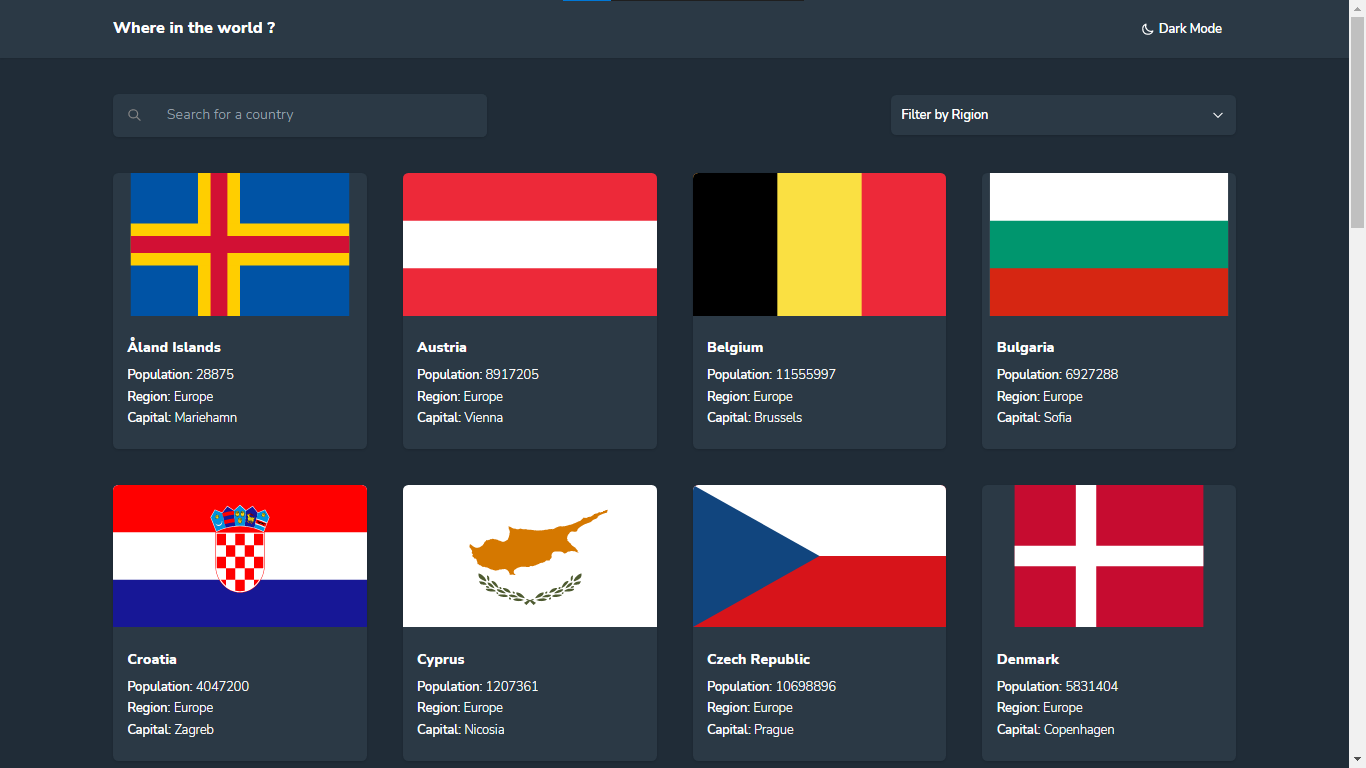 Where in the world ?
Dark Mode
Search for a country
Filter by Rigion
Åland Islands
Population: 28875
Region: Europe
Capital: Mariehamn
Austria
Population: 8917205
Region: Europe
Capital: Vienna
Belgium
Population: 11555997
Region: Europe
Capital: Brussels
Bulgaria
Population: 6927288
Region: Europe
Capital: Sofia
Croatia
Population: 4047200
Region: Europe
Capital: Zagreb
Cyprus
Population: 1207361
Region: Europe
Capital: Nicosia
Czech Republic
Population: 10698896
Region: Europe
Capital: Prague
Denmark
Population: 5831404
Region: Europe
Capital: Copenhagen